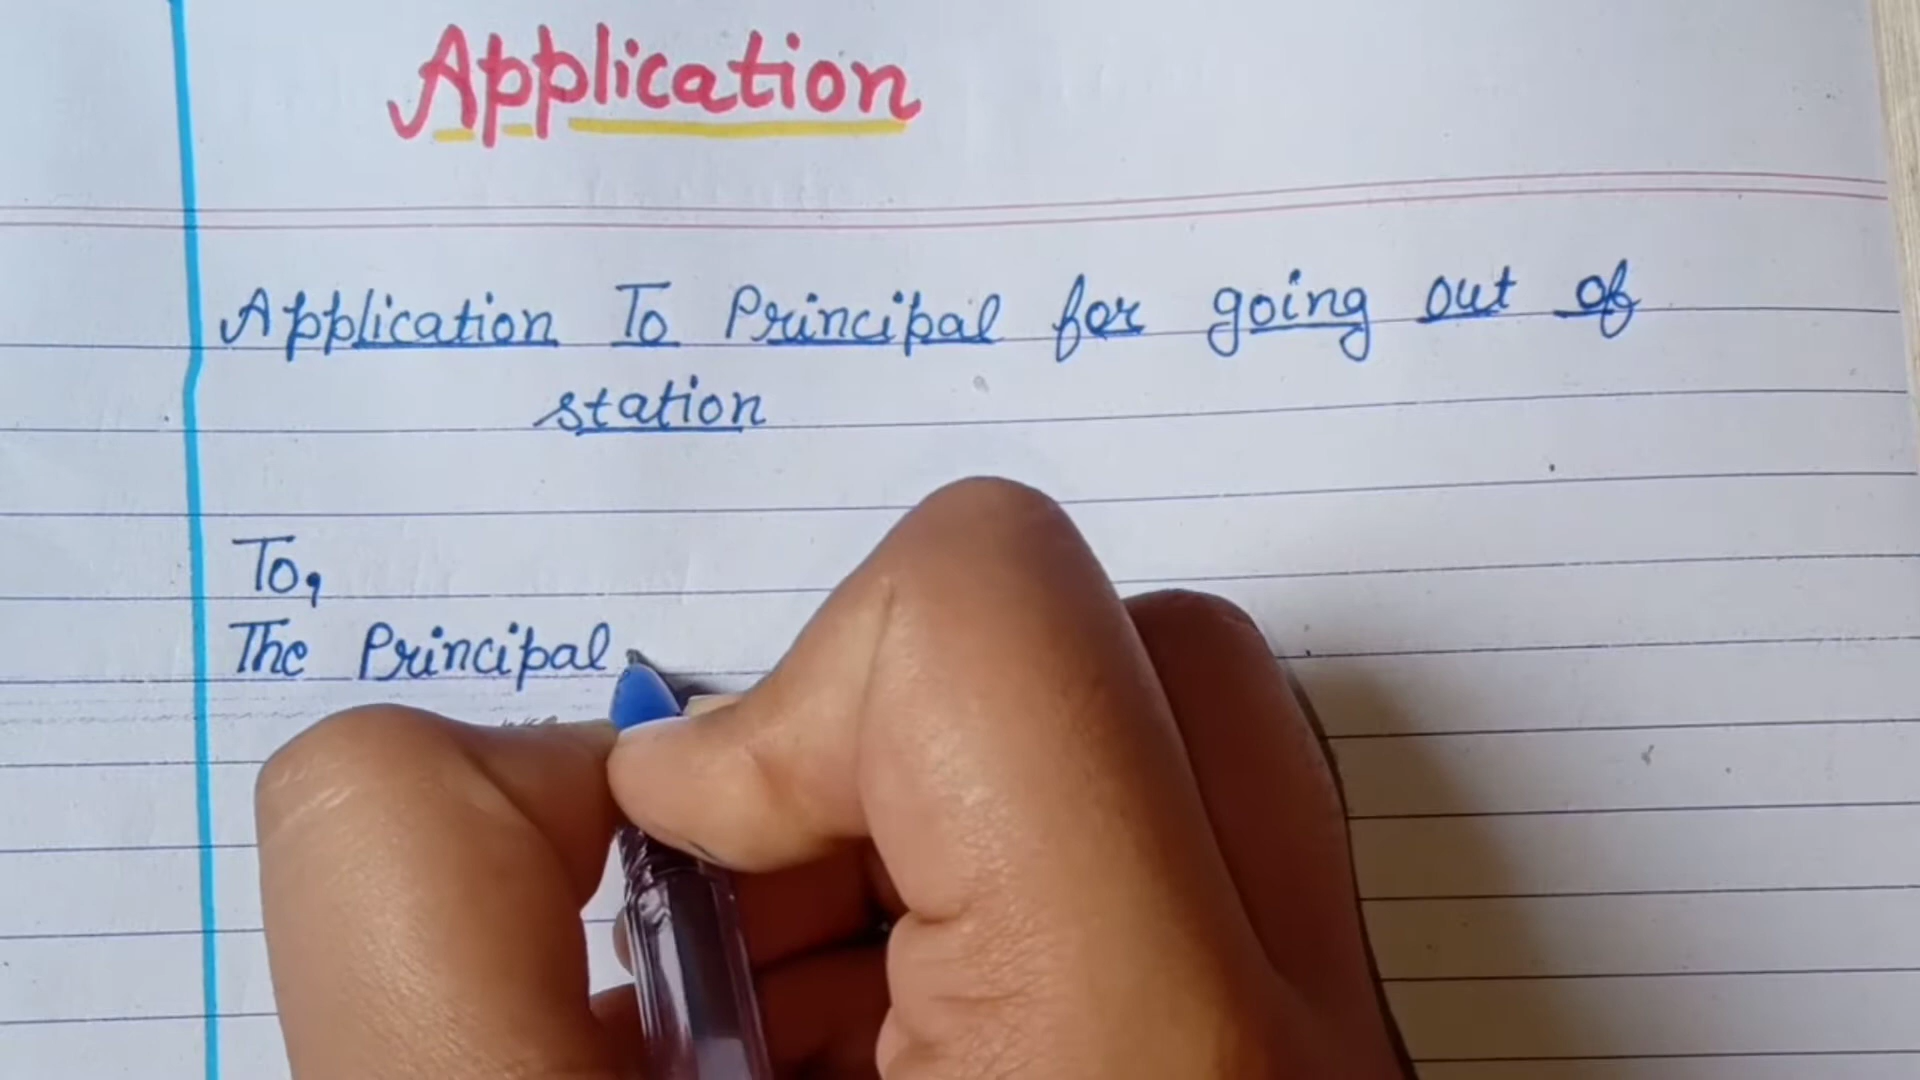 Application
Application To Principal for going out of
station
To,
The Principal